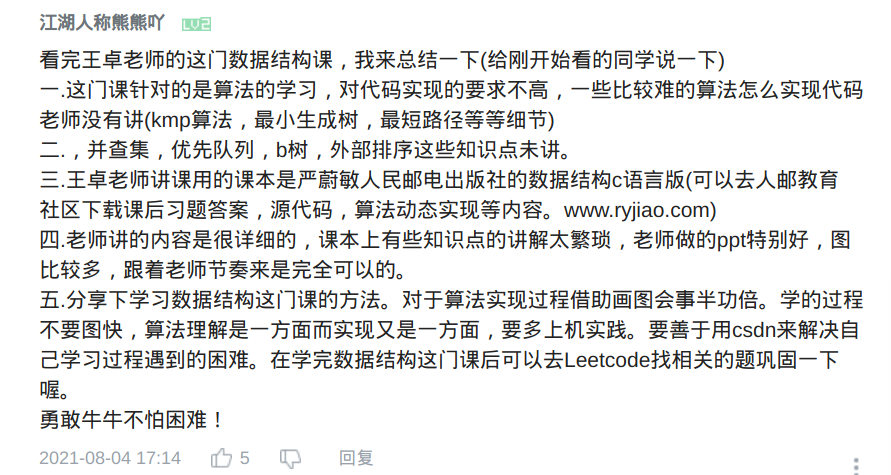 江湖人称熊熊吖 LV2
看完王卓老师的这门数据结构课，我来总结一下(给刚开始看的同学说一下)
一.这门课针对的是算法的学习，对代码实现的要求不高，一些比较难的算法怎么实现代码
老师没有讲(kmp算法，最小生成树，最短路径等等细节)
二.，并查集，优先队列，b树，外部排序这些知识点未讲。
三.王卓老师讲课用的课本是严蔚敏人民邮电出版社的数据结构c语言版(可以去人邮教育
社区下载课后习题答案，源代码，算法动态实现等内容。www.ryjiao.com)
四.老师讲的内容是很详细的，课本上有些知识点的讲解太繁琐，老师做的ppt特别好，图
比较多，跟着老师节奏来是完全可以的。
五.分享下学习数据结构这门课的方法。对于算法实现过程借助画图会事半功倍。学的过程
不要图快，算法理解是一方面而实现又是一方面，要多上机实践。要善于用csdn来解决自
己学习过程遇到的困难。在学完数据结构这门课后可以去Leetcode找相关的题巩固一下
喔。
勇敢牛牛不怕困难！
2021-08-04 17:14 5 回复